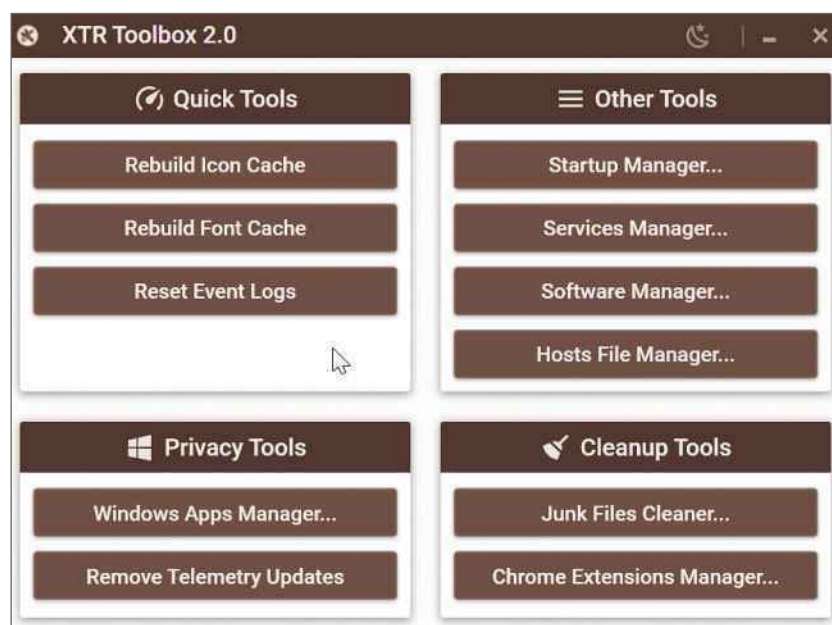 XTR Toolbox 2.0
Quick Tools
Rebuild Icon Cache
Rebuild Font Cache
Reset Event Logs
Other Tools
Startup Manager...
Services Manager...
Software Manager...
Hosts File Manager...
Privacy Tools
Windows Apps Manager...
Remove Telemetry Updates
Cleanup Tools
Junk Files Cleaner...
Chrome Extensions Manager...